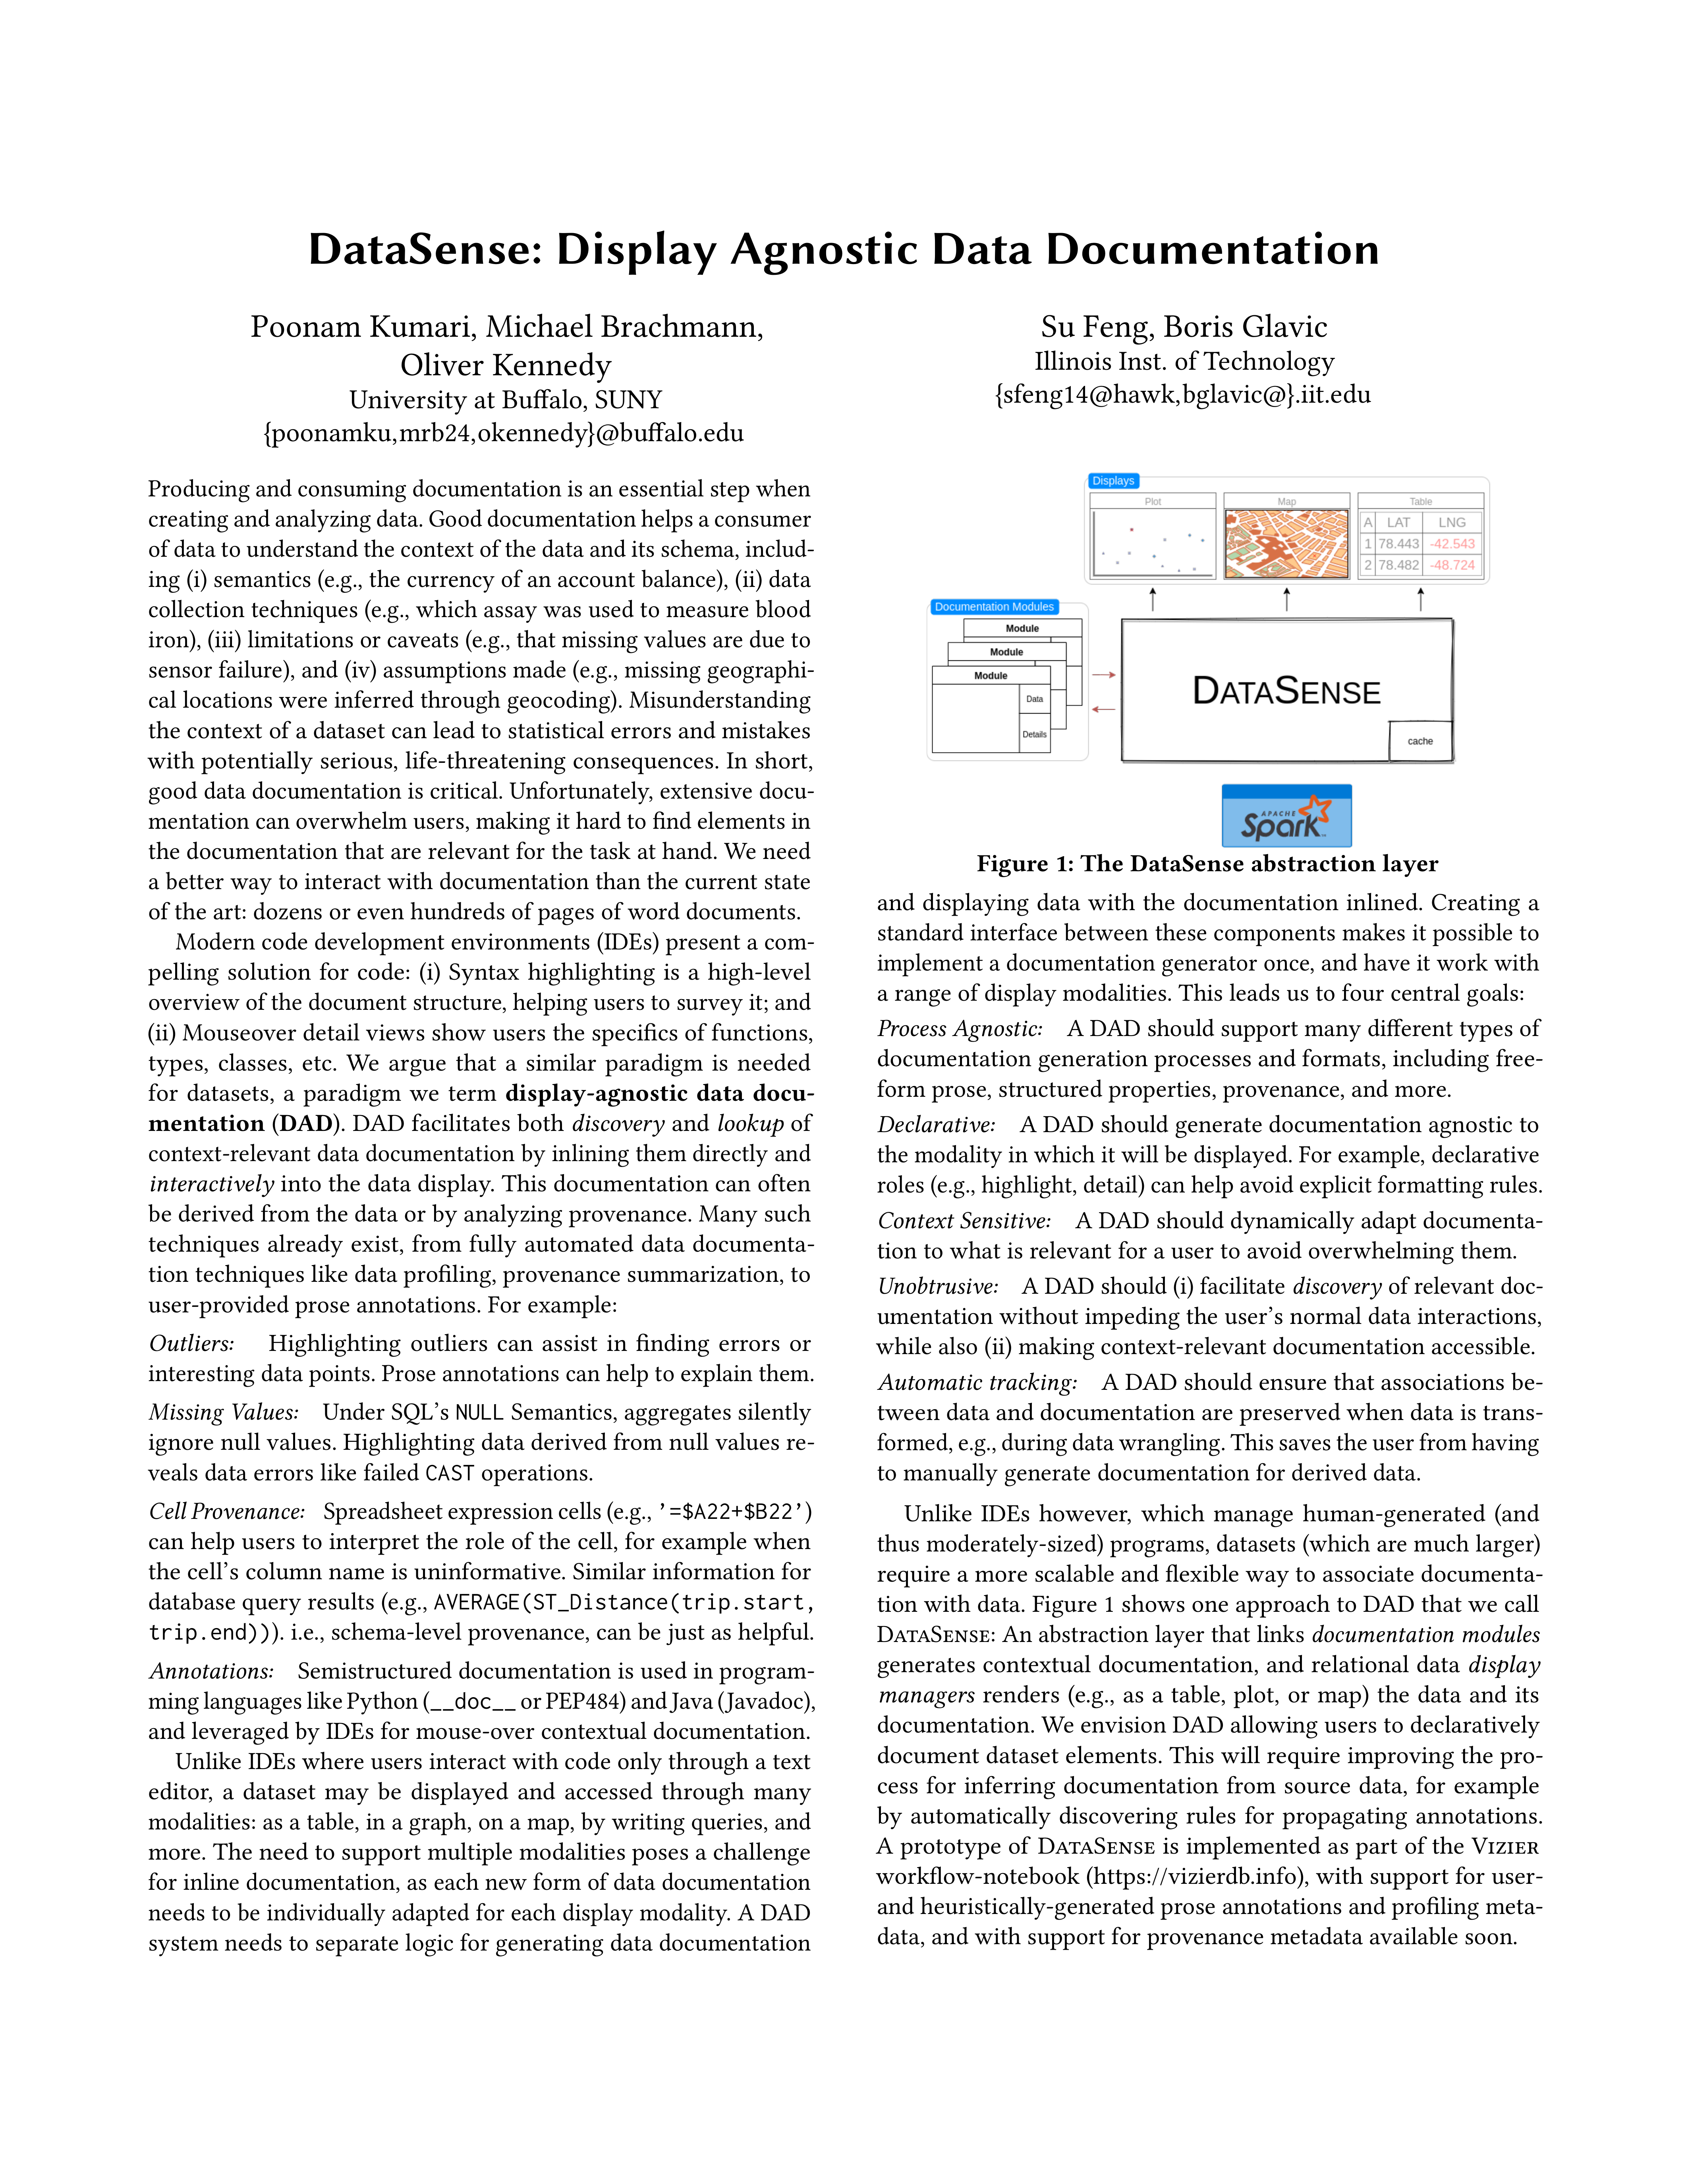 DataSense: Display Agnostic Data Documentation
Poonam Kumari, Michael Brachmann,
Oliver Kennedy
University at Buffalo, SUNY
{poonamku,mrb24,okennedy}@buffalo.edu
Su Feng, Boris Glavic
Illinois Inst. of Technology
{sfeng14@hawk,bglavic@}.iit.edu
Producing and consuming documentation is an essential step when
creating and analyzing data. Good documentation helps a consumer
of data to understand the context of the data and its schema, includ-
ing (i) semantics (e.g., the currency of an account balance), (ii) data
collection techniques (e.g., which assay was used to measure blood
iron), (iii) limitations or caveats (e.g., that missing values are due to
sensor failure), and (iv) assumptions made (e.g., missing geographi-
cal locations were inferred through geocoding). Misunderstanding
the context of a dataset can lead to statistical errors and mistakes
with potentially serious, life-threatening consequences. In short,
good data documentation is critical. Unfortunately, extensive docu-
mentation can overwhelm users, making it hard to find elements in
the documentation that are relevant for the task at hand. We need
a better way to interact with documentation than the current state
of the art: dozens or even hundreds of pages of word documents.
Modern code development environments (IDEs) present a com-
pelling solution for code: (i) Syntax highlighting is a high-level
overview of the document structure, helping users to survey it; and
(ii) Mouseover detail views show users the specifics of functions,
types, classes, etc. We argue that a similar paradigm is needed
for datasets, a paradigm we term display-agnostic data docu-
mentation (DAD). DAD facilitates both discovery and lookup of
context-relevant data documentation by inlining them directly and
interactively into the data display. This documentation can often
be derived from the data or by analyzing provenance. Many such
techniques already exist, from fully automated data documenta-
tion techniques like data profiling, provenance summarization, to
user-provided prose annotations. For example:
Outliers: Highlighting outliers can assist in finding errors or
interesting data points. Prose annotations can help to explain them.
Missing Values: Under SQL's NULL Semantics, aggregates silently
ignore null values. Highlighting data derived from null values re-
veals data errors like failed CAST operations.
Cell Provenance: Spreadsheet expression cells (e.g., '=$A22+$B22')
can help users to interpret the role of the cell, for example when
the cell's column name is uninformative. Similar information for
database query results (e.g., AVERAGE(ST_Distance(trip.start,
trip.end))). i.e., schema-level provenance, can be just as helpful.
Annotations: Semistructured documentation is used in program-
ming languages like Python (__doc__ or PEP484) and Java (Javadoc),
and leveraged by IDEs for mouse-over contextual documentation.
Unlike IDEs where users interact with code only through a text
editor, a dataset may be displayed and accessed through many
modalities: as a table, in a graph, on a map, by writing queries, and
more. The need to support multiple modalities poses a challenge
for inline documentation, as each new form of data documentation
needs to be individually adapted for each display modality. A DAD
system needs to separate logic for generating data documentation
Displays
Plot
Map
Table
A LAT LNG
1 78.443 -42.543
2 78.482 -48.724
Documentation Modules
Module
Module
Module
Data
Details
DATASENSE
cache
APACHE
Spark™
Figure 1: The DataSense abstraction layer
and displaying data with the documentation inlined. Creating a
standard interface between these components makes it possible to
implement a documentation generator once, and have it work with
a range of display modalities. This leads us to four central goals:
Process Agnostic: A DAD should support many different types of
documentation generation processes and formats, including free-
form prose, structured properties, provenance, and more.
Declarative: A DAD should generate documentation agnostic to
the modality in which it will be displayed. For example, declarative
roles (e.g., highlight, detail) can help avoid explicit formatting rules.
Context Sensitive: A DAD should dynamically adapt documenta-
tion to what is relevant for a user to avoid overwhelming them.
Unobtrusive: A DAD should (i) facilitate discovery of relevant doc-
umentation without impeding the user's normal data interactions,
while also (ii) making context-relevant documentation accessible.
Automatic tracking: A DAD should ensure that associations be-
tween data and documentation are preserved when data is trans-
formed, e.g., during data wrangling. This saves the user from having
to manually generate documentation for derived data.
Unlike IDEs however, which manage human-generated (and
thus moderately-sized) programs, datasets (which are much larger)
require a more scalable and flexible way to associate documenta-
tion with data. Figure 1 shows one approach to DAD that we call
DATASENSE: An abstraction layer that links documentation modules
generates contextual documentation, and relational data display
managers renders (e.g., as a table, plot, or map) the data and its
documentation. We envision DAD allowing users to declaratively
document dataset elements. This will require improving the pro-
cess for inferring documentation from source data, for example
by automatically discovering rules for propagating annotations.
A prototype of DATASENSE is implemented as part of the VIZIER
workflow-notebook (https://vizierdb.info), with support for user-
and heuristically-generated prose annotations and profiling meta-
data, and with support for provenance metadata available soon.